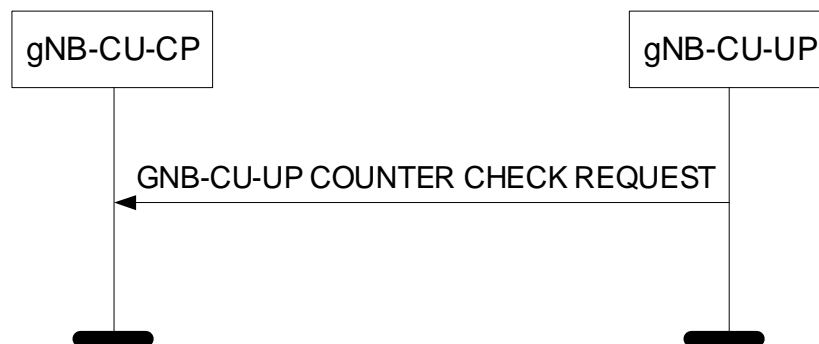 gNB-CU-CP
gNB-CU-UP
GNB-CU-UP COUNTER CHECK REQUEST